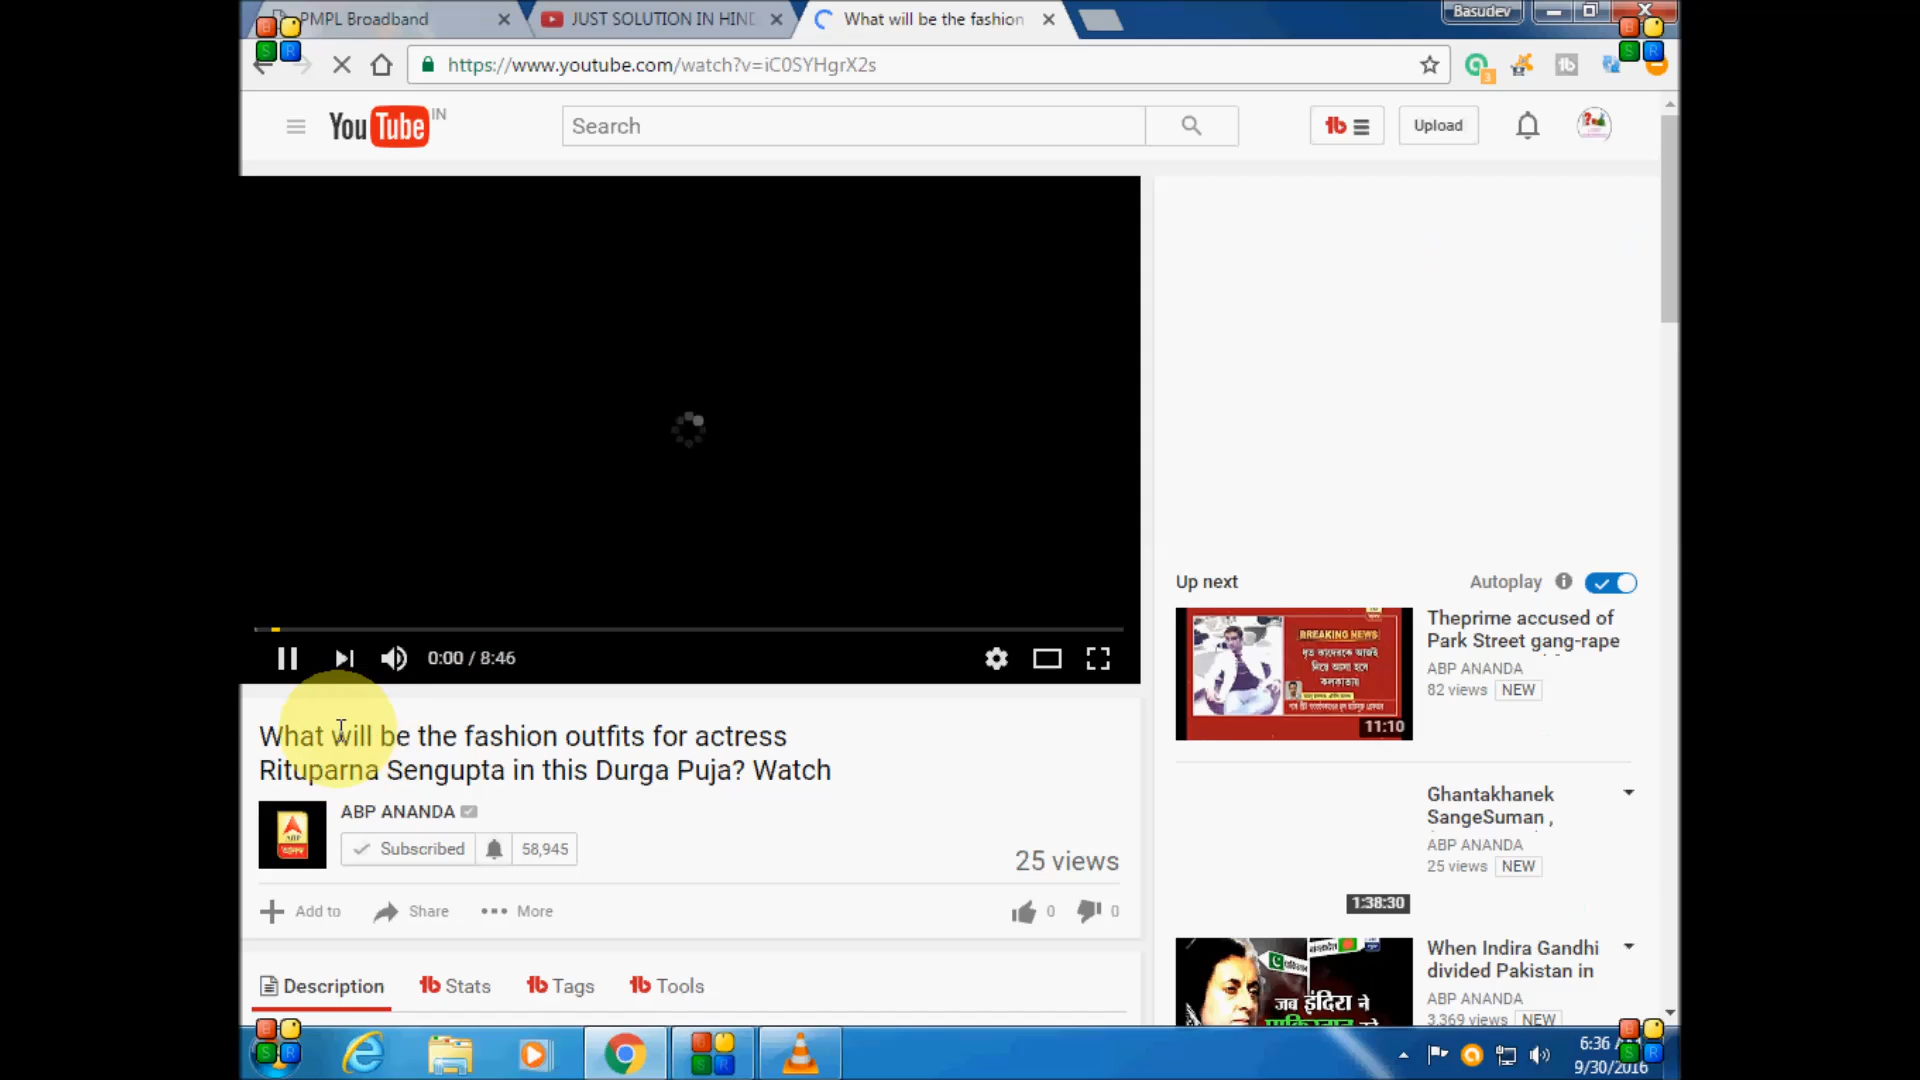 PMPL Broadband
JUST SOLUTION IN HIND
What will be the fashion
Basudev
https://www.youtube.com/watch?v=iC0SYHgrX2s
3
YouTube IN
Search
Upload
Up next
Autoplay
BREAKING NEWS
11:10
Theprime accused of
Park Street gang-rape
ABP ANANDA
82 views NEW
0:00 / 8:46
What will be the fashion outfits for actress
Rituparna Sengupta in this Durga Puja? Watch
ABP ANANDA
Subscribed 58,945
25 views
Add to Share More 0 0
Description Stats Tags Tools
Ghantakhanek
SangeSuman ,
ABP ANANDA
25 views NEW
1:38:30
When Indira Gandhi
divided Pakistan in
ABP ANANDA
3,369 views NEW
जब इंदिरा ने
6:36
9/30/2016